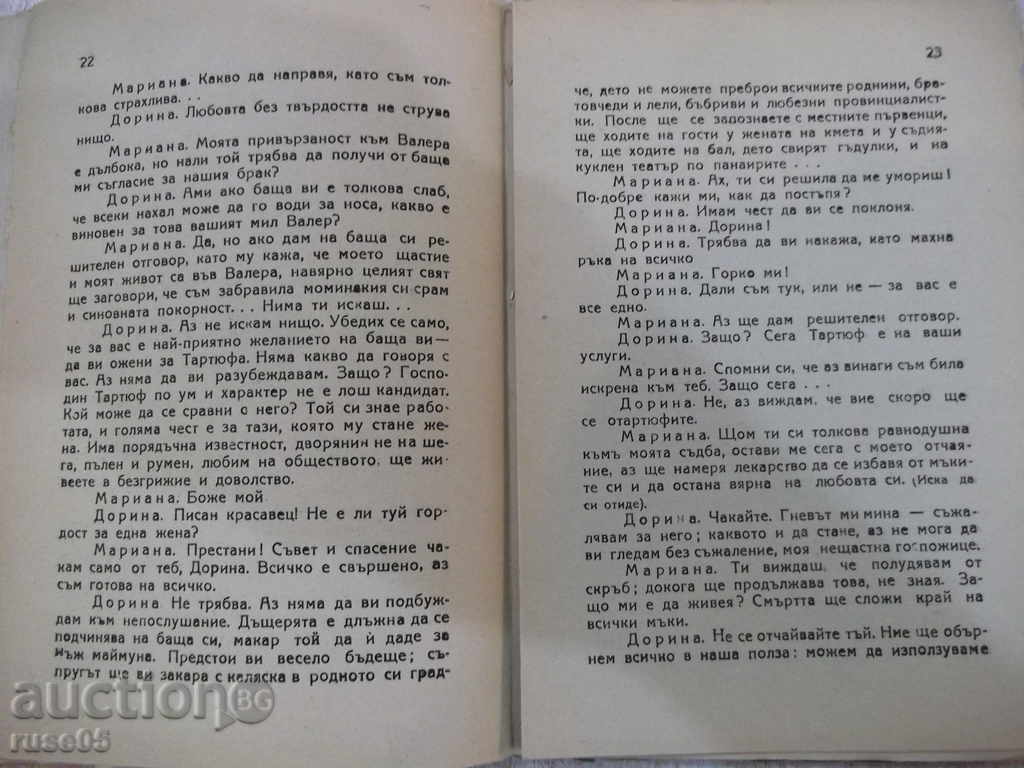 22
Мариана. Какво да направя, като съм тол-
кова страхлива. . .
Дорина. Любовта без твърдостта не струва
нищо.
Мариана. Моята привързаност към Валера
е дълбока, но нали той трябва да получи от баща
ми съгласие за нашия брак?
Дорина. Ами ако баща ви е толкова слаб,
че всеки нахал може да го води за носа, какво е
виновен за това вашият мил Валер?
Мариана. Да, но ако дам на баща си ре-
шителен отговор, като му кажа, че моето щастие
и моят живот са във Валера, навярно целият свят
ще заговори, че съм забравила моминския си срам
и синовната покорност. . . Нима ти искаш. . .
Дорина. Аз не искам нищо. Убедих се само,
че за вас е най-приятно желанието на баща ви—
да ви ожени за Тартюфа. Няма какво да говоря с
вас. Аз няма да ви разубеждавам. Защо? Госпо-
дин Тартюф по ум и характер не е лош кандидат.
Кой може да се сравни с него? Той си знае рабо-
тата, и голяма чест е за тази, която му стане же-
на. Има порядъчна известност, дворянин не на ше-
га, пълен и румен, любим на обществото, ще жи-
веете в безгрижие и доволство.
Мариана. Боже мой
Дорина. Писан красавец! Не е ли туй гор-
дост за една жена?
Мариана. Престани! Съвет и спасение ча-
кам само от теб, Дорина. Всичко е свършено, аз
съм готова на всичко.
Дорина. Не трябва. Аз няма да ви подбуж-
дам към непослушание. Дъщерята е длъжна да се
подчинява на баща си, макар той да ѝ даде за
мъж маймуна. Предстои ви весело бъдеще; съ-
пругът ще ви закара с каляска в родното си град-
23
че, дето не можете преброи всичките роднини, бра-
товчеди и лели, бъбриви и любезни провинциалист-
ки. После ще се запознаете с местните първенци,
ще ходите на гости у жената на кмета и у съдия-
та, ще ходите на бал, дето свирят гъдулки, и на
куклен театър по панаирите . . .
Мариана. Ах, ти си решила да ме умориш!
По-добре кажи ми, как да постъпя?
Дорина. Имам чест да ви се поклоня.
Мариана. Дорина!
Дорина. Трябва да ви накажа, като махна
ръка на всичко
Мариана. Горко ми!
Дорина. Дали съм тук, или не — за вас е
все едно.
Мариана. Аз ще дам решителен отговор.
Дорина. Защо? Сега Тартюф е на ваши
услуги.
Мариана. Спомни си, че аз винаги съм била
искрена към теб. Защо сега . . .
Дорина. Не, аз виждам, че вие скоро ще
се отартюфите.
Мариана. Щом ти си толкова равнодушна
към моята съдба, остави ме сега с моето отчая-
ние, аз ще намеря лекарство да се избавя от мъки-
те си и да остана вярна на любовта си. (Иска да
си отиде).
Дорина. Чакайте. Гневът ми мина — съжа-
лявам за него; каквото и да стане, аз не мога да
ви гледам без съжаление, моя нещастна госпожице.
Мариана. Ти виждаш, че полудявам от
скръб; докога ще продължава това, не зная. За-
що ми е да живея? Смъртта ще сложи край на
всички мъки.
Дорина. Не се отчайвайте тъй. Ние ще обър-
нем всичко в наша полза: можем да използуваме
auctionBG
ruse05